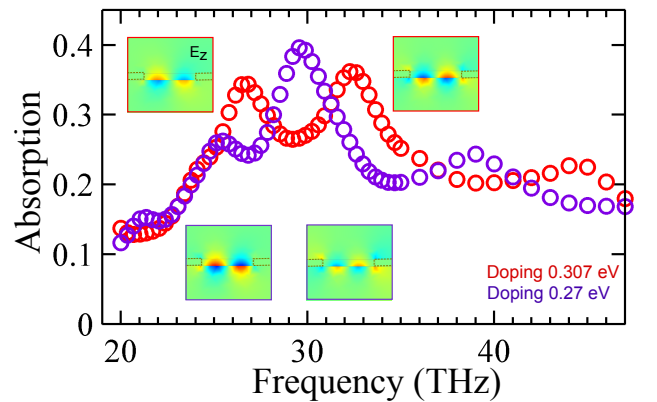 0.4
0.3
0.2
0.1
0
Absorption
Ez
Doping 0.307 eV
Doping 0.27 eV
20
30
40
Frequency (THz)